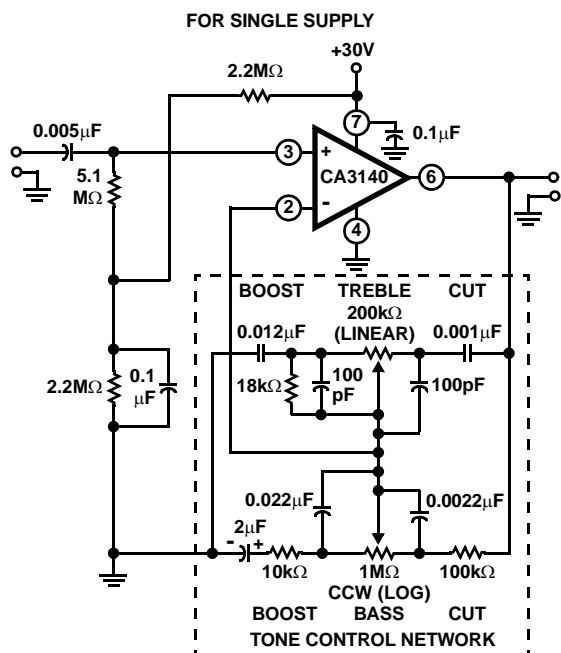 FOR SINGLE SUPPLY
+30V
2.2MΩ
7
0.005μF
0.1μF
3
+
5.1
MΩ
CA3140
6
2
-
4
BOOST
TREBLE
CUT
200kΩ
(LINEAR)
0.012μF
0.001μF
18kΩ
100
pF
100pF
2.2MΩ
0.1
μF
0.022μF
0.0022μF
2μF
- +
10kΩ
1MΩ
100kΩ
CCW (LOG)
BOOST
BASS
CUT
TONE CONTROL NETWORK